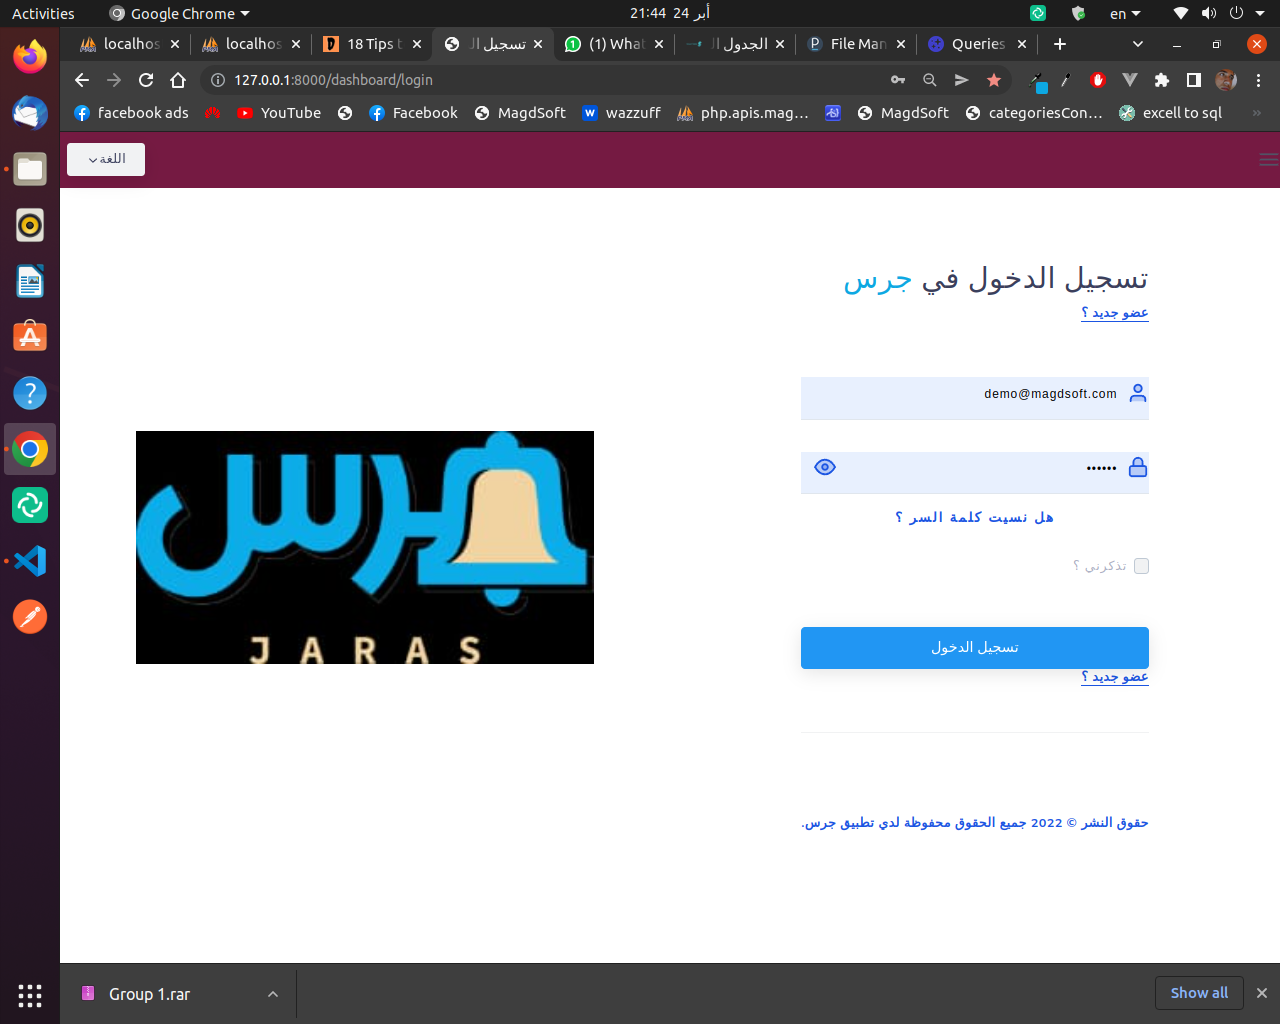 Activities
Google Chrome
21:44 24 أبر
en
localhos
localhos
18 Tips t
تسجيل ال
(1) What
الجدول ا
File Man
Queries
127.0.0.1:8000/dashboard/login
facebook ads
YouTube
Facebook
MagdSoft
wazzuff
php.apis.mag…
MagdSoft
categoriesCon…
excell to sql
اللغة
تسجيل الدخول في جرس
عضو جديد ؟
demo@magdsoft.com
••••••
هل نسيت كلمة السر ؟
تذكرني ؟
تسجيل الدخول
عضو جديد ؟
حقوق النشر © 2022 جميع الحقوق محفوظة لدي تطبيق جرس.
جرس
JARAS
Group 1.rar
Show all